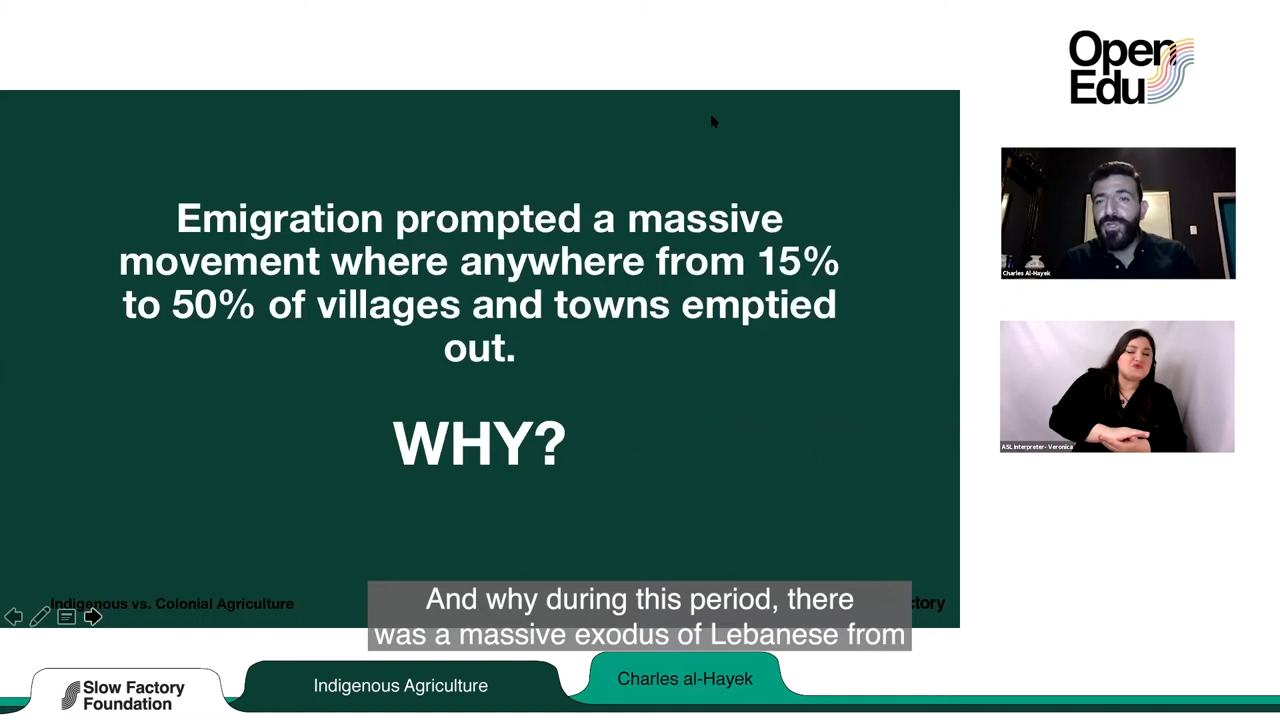 Open
Edu
Emigration prompted a massive
movement where anywhere from 15%
to 50% of villages and towns emptied
out.
WHY?
Charles Al-Hayek
ASL Interpreter- Veronica
Indigenous vs. Colonial Agriculture
And why during this period, there
was a massive exodus of Lebanese from
Slow Factory
Foundation
Indigenous Agriculture
Charles al-Hayek